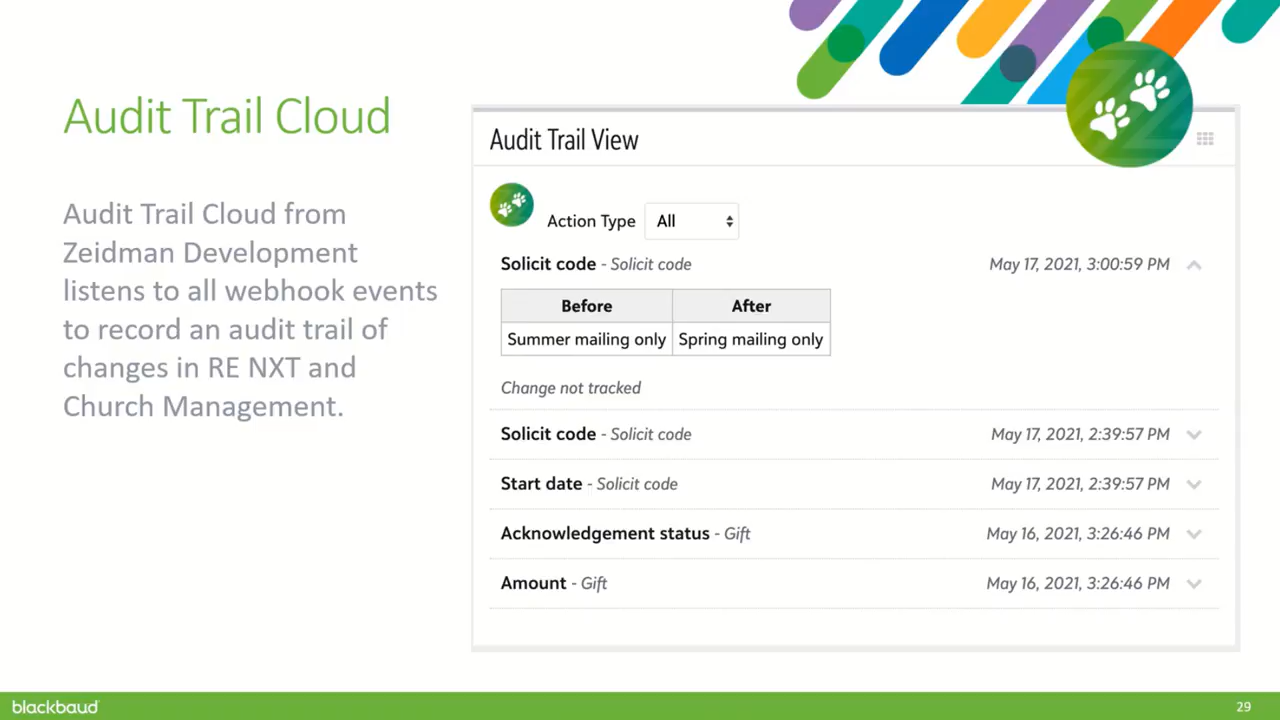 Audit Trail Cloud
Audit Trail Cloud from
Zeidman Development
listens to all webhook events
to record an audit trail of
changes in RE NXT and
Church Management.
Audit Trail View
Action Type All
Solicit code - Solicit code May 17, 2021, 3:00:59 PM
Before After
Summer mailing only Spring mailing only
Change not tracked
Solicit code - Solicit code May 17, 2021, 2:39:57 PM
Start date - Solicit code May 17, 2021, 2:39:57 PM
Acknowledgement status - Gift May 16, 2021, 3:26:46 PM
Amount - Gift May 16, 2021, 3:26:46 PM
blackbaud 29